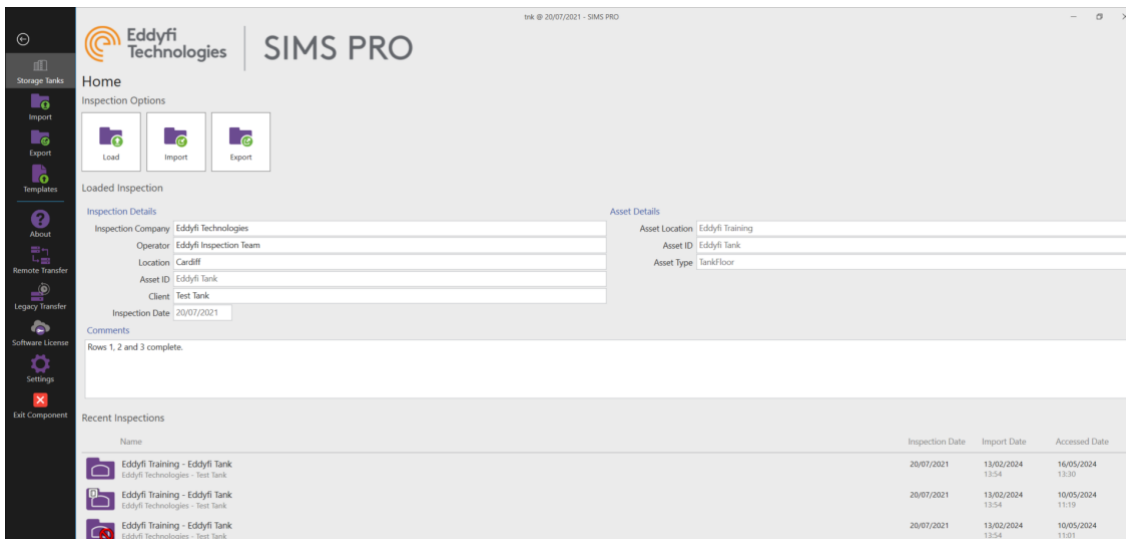 tnk @ 20/07/2021 - SIMS PRO
Eddyfi
Technologies
SIMS PRO
Storage Tanks
Import
Export
Templates
About
Remote Transfer
Legacy Transfer
Software License
Settings
Exit Component
Home
Inspection Options
Load Import Export
Loaded Inspection
Inspection Details
Inspection Company Eddyfi Technologies
Operator Eddyfi Inspection Team
Location Cardiff
Asset ID Eddyfi Tank
Client Test Tank
Inspection Date 20/07/2021
Asset Details
Asset Location Eddyfi Training
Asset ID Eddyfi Tank
Asset Type TankFloor
Comments
Rows 1, 2 and 3 complete.
Recent Inspections
Name Inspection Date Import Date Accessed Date
Eddyfi Training - Eddyfi Tank 20/07/2021 13/02/2024 16/05/2024
Eddyfi Technologies - Test Tank 13:54 13:30
Eddyfi Training - Eddyfi Tank 20/07/2021 13/02/2024 10/05/2024
Eddyfi Technologies - Test Tank 13:54 11:19
Eddyfi Training - Eddyfi Tank 20/07/2021 13/02/2024 10/05/2024
Eddyfi Technologies - Test Tank 13:54 11:01